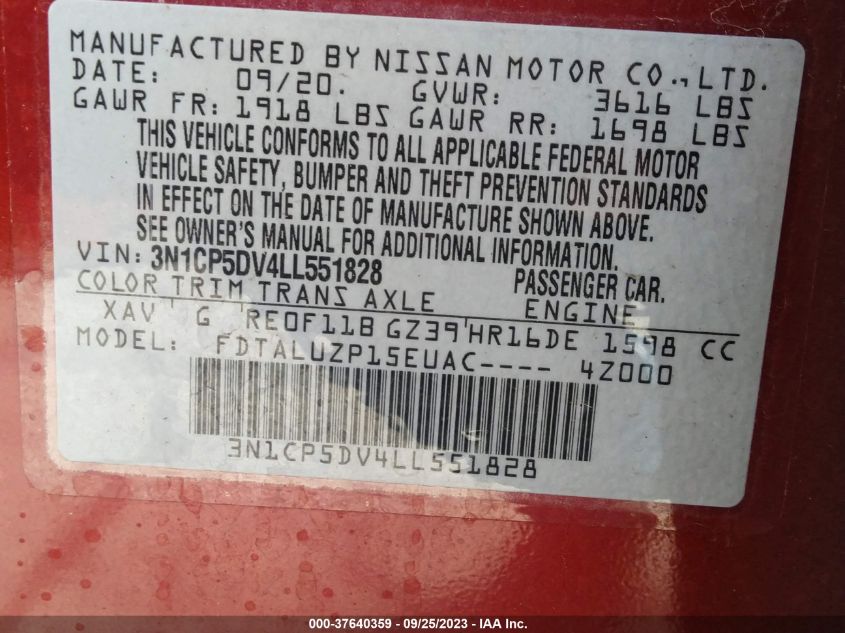 MANUFACTURED BY NISSAN MOTOR CO., LTD.
DATE: 09/20. GVWR: 3616 LBS
GAWR FR: 1918 LBS GAWR RR: 1698 LBS
THIS VEHICLE CONFORMS TO ALL APPLICABLE FEDERAL MOTOR
VEHICLE SAFETY, BUMPER AND THEFT PREVENTION STANDARDS
IN EFFECT ON THE DATE OF MANUFACTURE SHOWN ABOVE.
SEE OWNER'S MANUAL FOR ADDITIONAL INFORMATION.
VIN: 3N1CP5DV4LL551828 PASSENGER CAR.
COLOR TRIM TRANS AXLE ENGINE
XAV G RE0F11B GZ39 HR16DE 1598 CC
MODEL: FDTALUZP15EUAC---- 4Z000
3N1CP5DV4LL551828
000-37640359 - 09/25/2023 - IAA Inc.